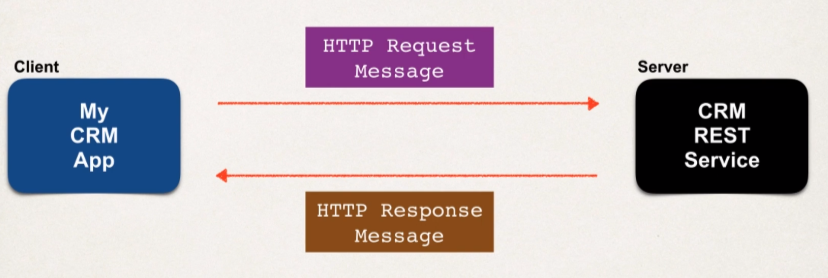 HTTP Request
Message
Client
Server
My
CRM
App
CRM
REST
Service
HTTP Response
Message